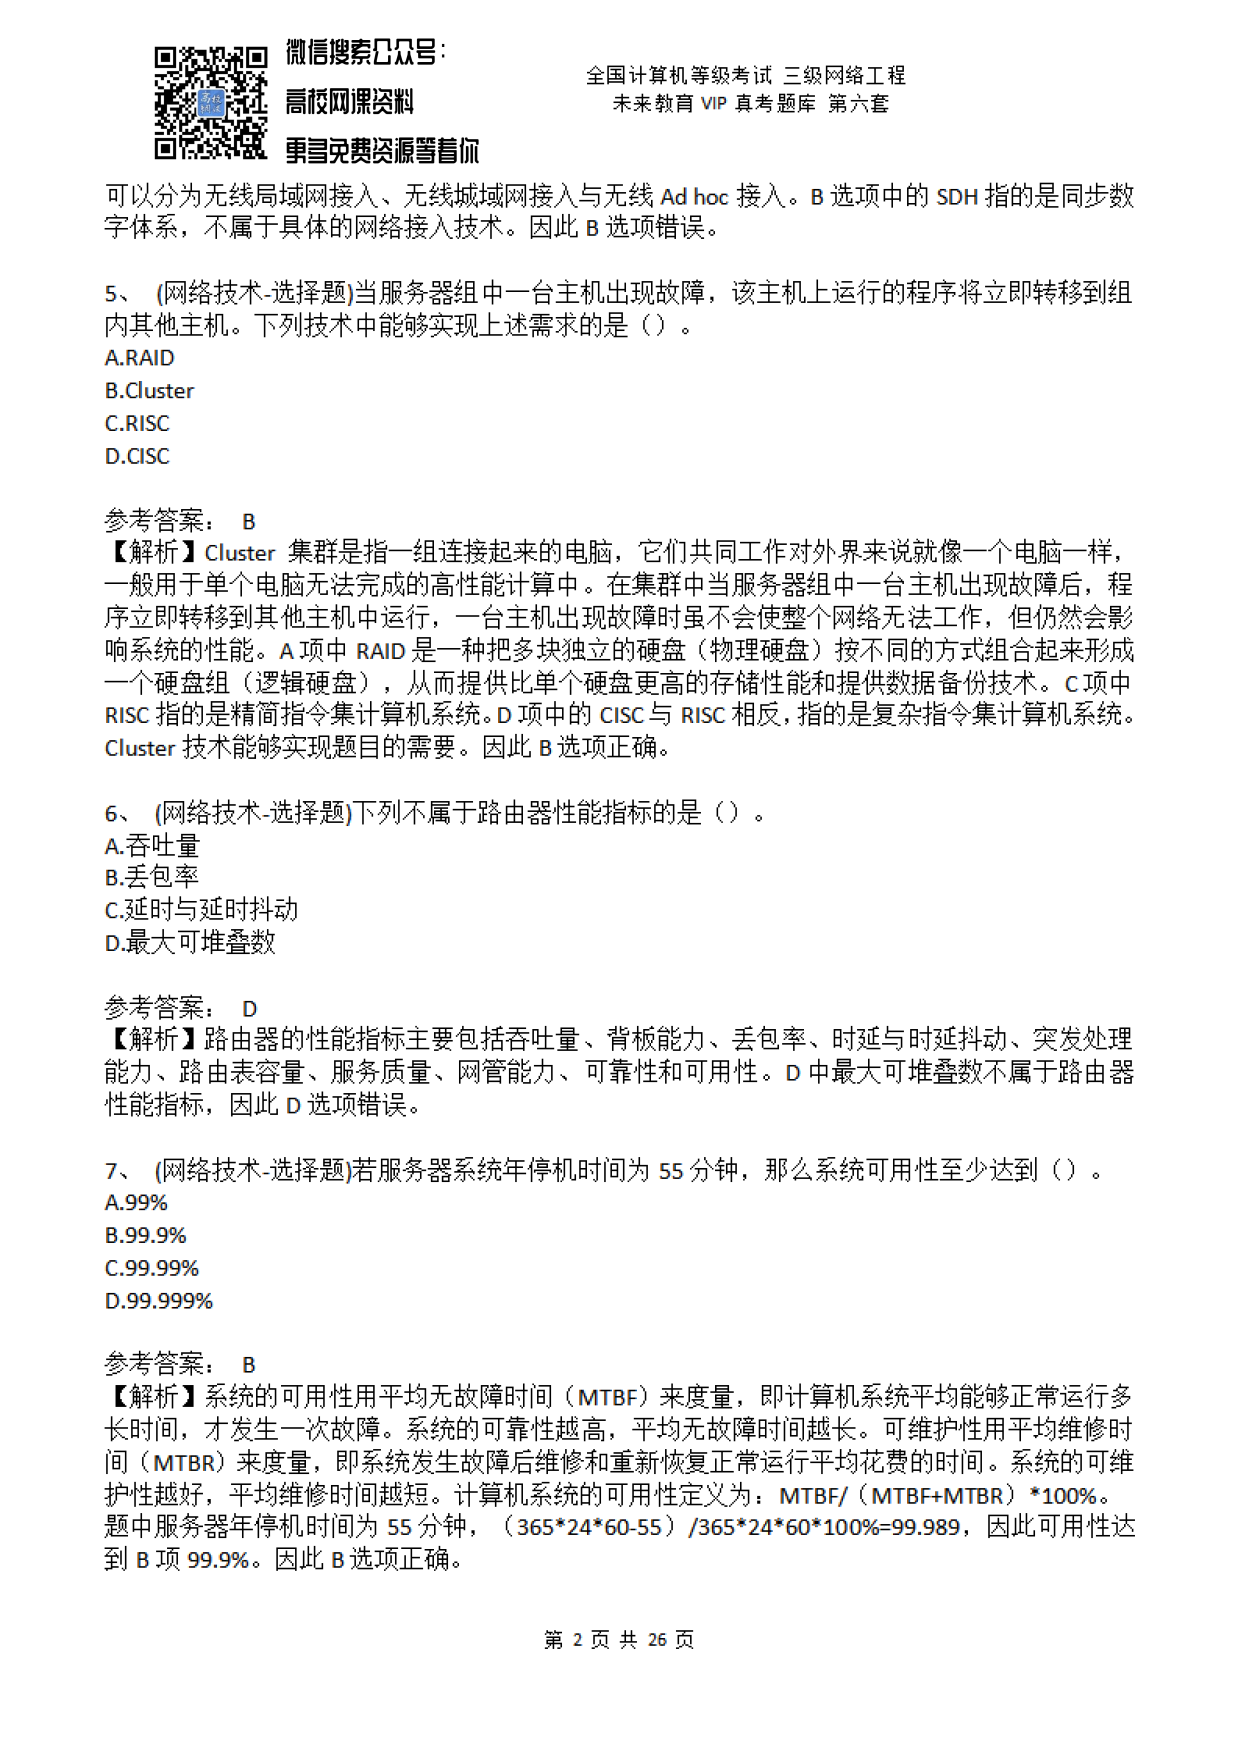 微信搜索公众号：
高校网课资料
更多免费资源等着你
全国计算机等级考试 三级网络工程
未来教育 VIP 真考题库 第六套
可以分为无线局域网接入、无线城域网接入与无线 Ad hoc 接入。B 选项中的 SDH 指的是同步数
字体系，不属于具体的网络接入技术。因此 B 选项错误。
5、 (网络技术-选择题)当服务器组中一台主机出现故障，该主机上运行的程序将立即转移到组
内其他主机。下列技术中能够实现上述需求的是（）。
A.RAID
B.Cluster
C.RISC
D.CISC
参考答案： B
【解析】Cluster 集群是指一组连接起来的电脑，它们共同工作对外界来说就像一个电脑一样，
一般用于单个电脑无法完成的高性能计算中。在集群中当服务器组中一台主机出现故障后，程
序立即转移到其他主机中运行，一台主机出现故障时虽不会使整个网络无法工作，但仍然会影
响系统的性能。A 项中 RAID 是一种把多块独立的硬盘（物理硬盘）按不同的方式组合起来形成
一个硬盘组（逻辑硬盘），从而提供比单个硬盘更高的存储性能和提供数据备份技术。C 项中
RISC 指的是精简指令集计算机系统。D 项中的 CISC 与 RISC 相反，指的是复杂指令集计算机系统。
Cluster 技术能够实现题目的需要。因此 B 选项正确。
6、 (网络技术-选择题)下列不属于路由器性能指标的是（）。
A.吞吐量
B.丢包率
C.延时与延时抖动
D.最大可堆叠数
参考答案： D
【解析】路由器的性能指标主要包括吞吐量、背板能力、丢包率、时延与时延抖动、突发处理
能力、路由表容量、服务质量、网管能力、可靠性和可用性。D 中最大可堆叠数不属于路由器
性能指标，因此 D 选项错误。
7、 (网络技术-选择题)若服务器系统年停机时间为 55 分钟，那么系统可用性至少达到（）。
A.99%
B.99.9%
C.99.99%
D.99.999%
参考答案： B
【解析】系统的可用性用平均无故障时间（MTBF）来度量，即计算机系统平均能够正常运行多
长时间，才发生一次故障。系统的可靠性越高，平均无故障时间越长。可维护性用平均维修时
间（MTBR）来度量，即系统发生故障后维修和重新恢复正常运行平均花费的时间。系统的可维
护性越好，平均维修时间越短。计算机系统的可用性定义为：MTBF/（MTBF+MTBR）*100%。
题中服务器年停机时间为 55 分钟，（365*24*60-55）/365*24*60*100%=99.989，因此可用性达
到 B 项 99.9%。因此 B 选项正确。
第 2 页 共 26 页